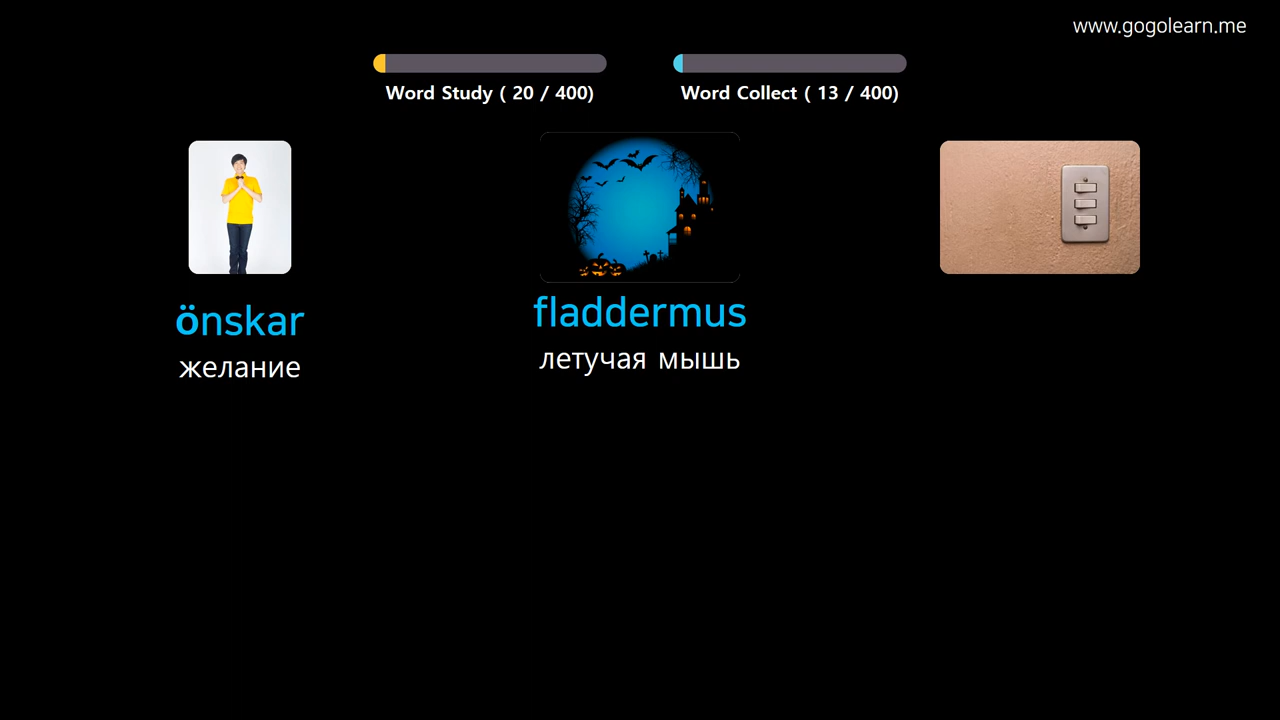 www.gogolearn.me
Word Study ( 20 / 400)
Word Collect ( 13 / 400)
önskar
желание
fladdermus
летучая мышь